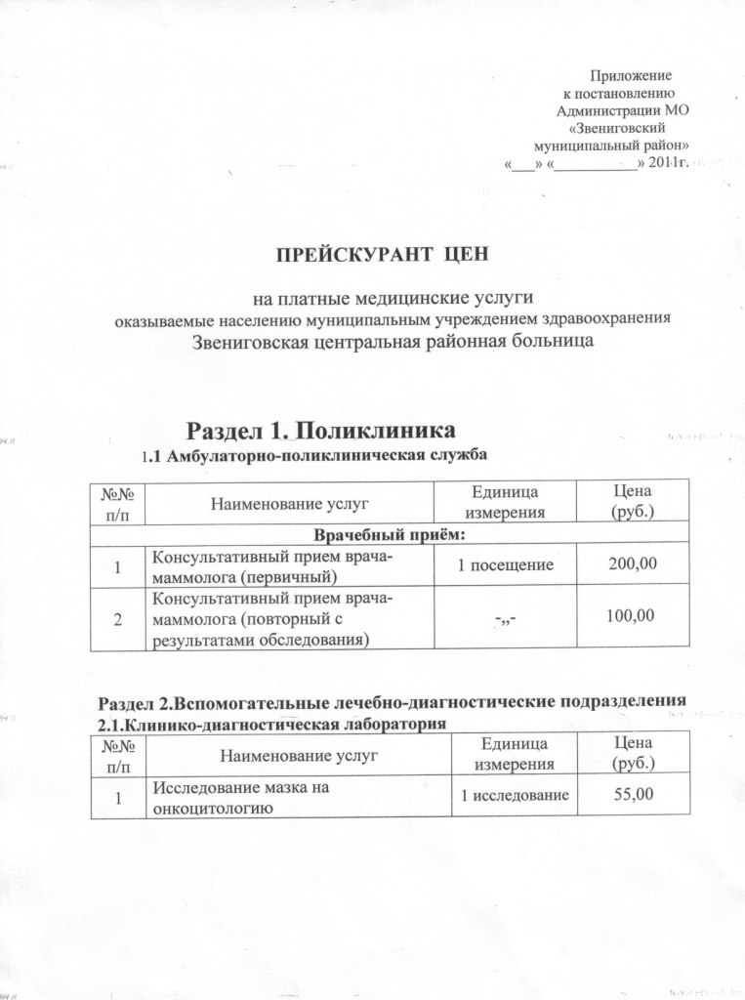 Приложение
к постановлению
Администрации МО
«Звениговский
муниципальный район»
«___» «___________» 2011г.
ПРЕЙСКУРАНТ ЦЕН
на платные медицинские услуги
оказываемые населению муниципальным учреждением здравоохранения
Звениговская центральная районная больница
Раздел 1. Поликлиника
1.1 Амбулаторно-поликлиническая служба
№№ п/п Наименование услуг Единица измерения Цена (руб.)
Врачебный приём:
1 Консультативный прием врача-
маммолога (первичный) 1 посещение 200,00
2 Консультативный прием врача-
маммолога (повторный с
результатами обследования) -„- 100,00
Раздел 2.Вспомогательные лечебно-диагностические подразделения
2.1.Клинико-диагностическая лаборатория
№№ п/п Наименование услуг Единица измерения Цена (руб.)
1 Исследование мазка на
онкоцитологию 1 исследование 55,00